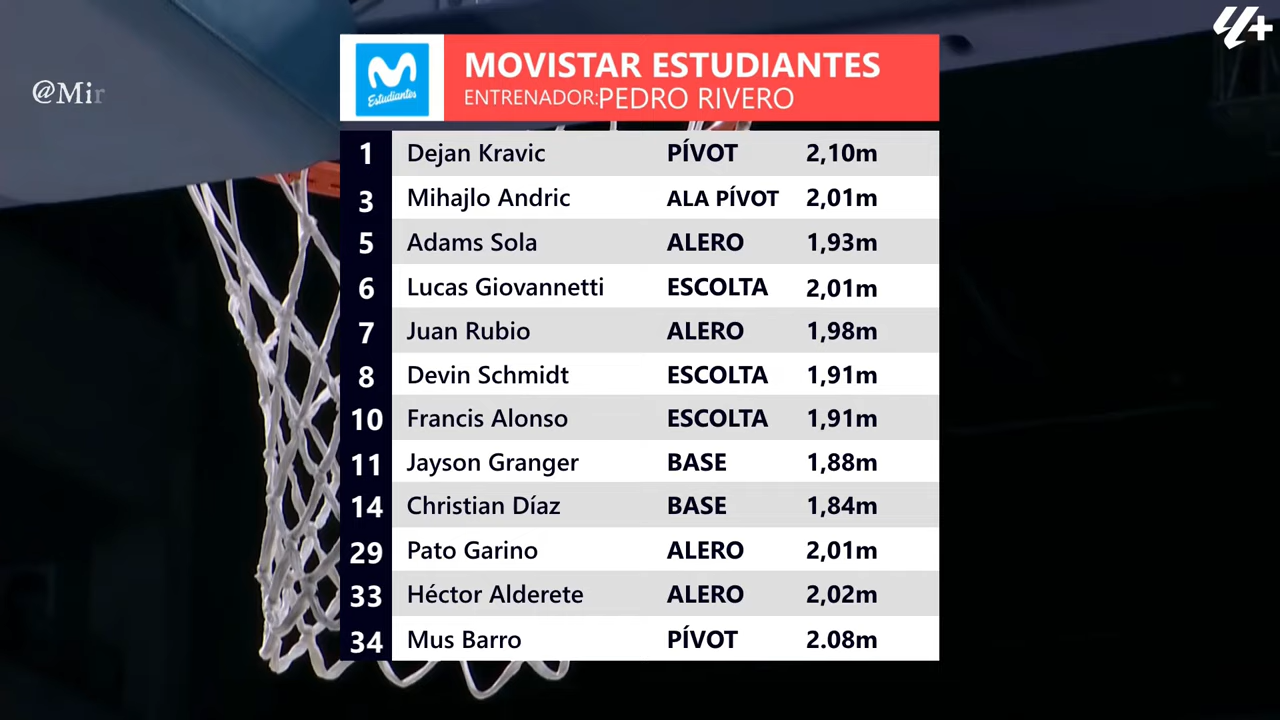 @Mir
Estudiantes
MOVISTAR ESTUDIANTES
ENTRENADOR:PEDRO RIVERO
1 Dejan Kravic PÍVOT 2,10m
3 Mihajlo Andric ALA PÍVOT 2,01m
5 Adams Sola ALERO 1,93m
6 Lucas Giovannetti ESCOLTA 2,01m
7 Juan Rubio ALERO 1,98m
8 Devin Schmidt ESCOLTA 1,91m
10 Francis Alonso ESCOLTA 1,91m
11 Jayson Granger BASE 1,88m
14 Christian Díaz BASE 1,84m
29 Pato Garino ALERO 2,01m
33 Héctor Alderete ALERO 2,02m
34 Mus Barro PÍVOT 2.08m